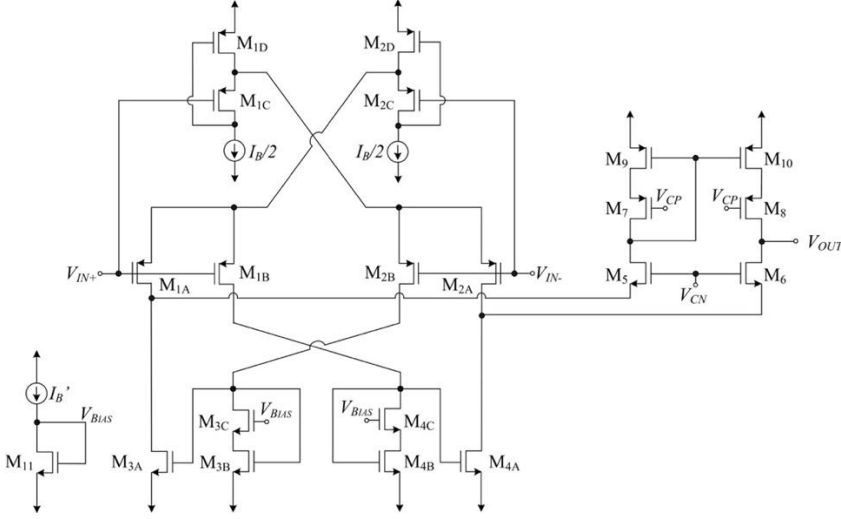 M1D
M2D
M1C
M2C
IB/2
IB/2
M9
M10
M7
VCP
VCP
M8
VOUT
VIN+
M1A
M1B
M2B
M2A
VIN-
M5
M6
VCN
IB'
VBIAS
M3C
VBIAS
VBIAS
M4C
M11
M3A
M3B
M4B
M4A